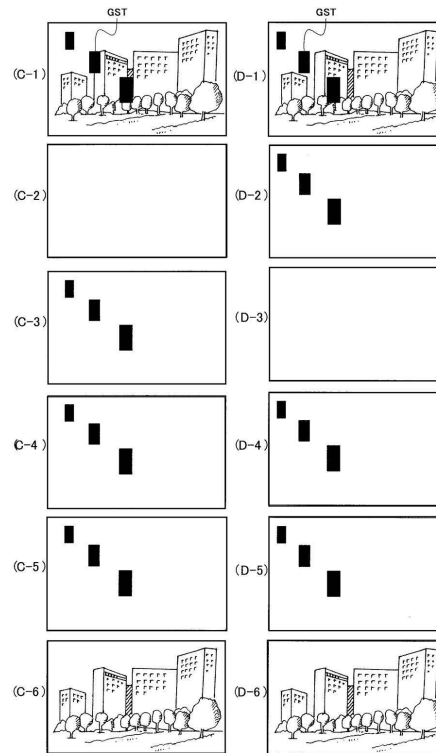 GST GST
(C-1) (D-1)
(C-2) (D-2)
(C-3) (D-3)
(C-4) (D-4)
(C-5) (D-5)
(C-6) (D-6)